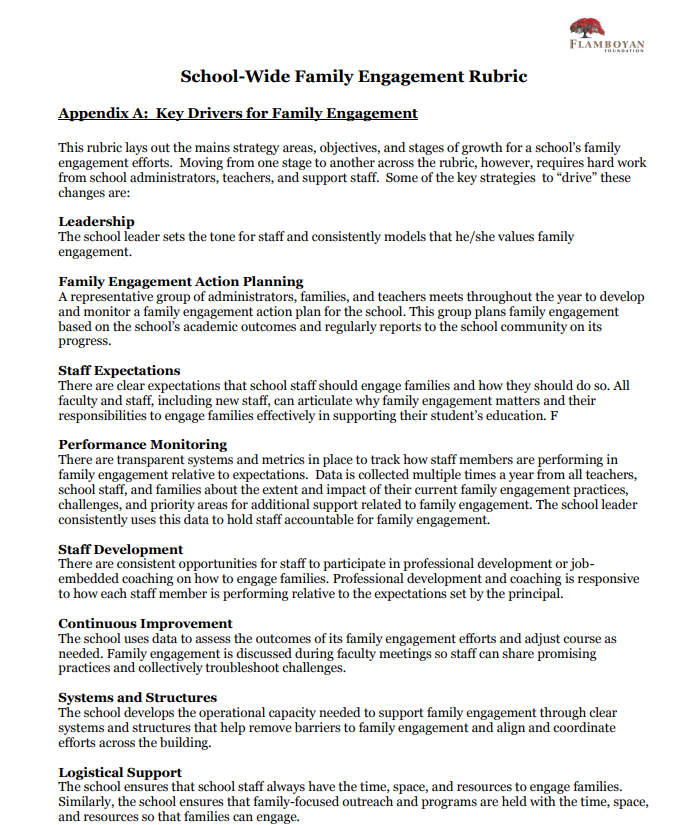 FLAMBOYAN
FOUNDATION
School-Wide Family Engagement Rubric
Appendix A: Key Drivers for Family Engagement
This rubric lays out the mains strategy areas, objectives, and stages of growth for a school's family
engagement efforts. Moving from one stage to another across the rubric, however, requires hard work
from school administrators, teachers, and support staff. Some of the key strategies to “drive” these
changes are:
Leadership
The school leader sets the tone for staff and consistently models that he/she values family
engagement.
Family Engagement Action Planning
A representative group of administrators, families, and teachers meets throughout the year to develop
and monitor a family engagement action plan for the school. This group plans family engagement
based on the school's academic outcomes and regularly reports to the school community on its
progress.
Staff Expectations
There are clear expectations that school staff should engage families and how they should do so. All
faculty and staff, including new staff, can articulate why family engagement matters and their
responsibilities to engage families effectively in supporting their student's education. F
Performance Monitoring
There are transparent systems and metrics in place to track how staff members are performing in
family engagement relative to expectations. Data is collected multiple times a year from all teachers,
school staff, and families about the extent and impact of their current family engagement practices,
challenges, and priority areas for additional support related to family engagement. The school leader
consistently uses this data to hold staff accountable for family engagement.
Staff Development
There are consistent opportunities for staff to participate in professional development or job-
embedded coaching on how to engage families. Professional development and coaching is responsive
to how each staff member is performing relative to the expectations set by the principal.
Continuous Improvement
The school uses data to assess the outcomes of its family engagement efforts and adjust course as
needed. Family engagement is discussed during faculty meetings so staff can share promising
practices and collectively troubleshoot challenges.
Systems and Structures
The school develops the operational capacity needed to support family engagement through clear
systems and structures that help remove barriers to family engagement and align and coordinate
efforts across the building.
Logistical Support
The school ensures that school staff always have the time, space, and resources to engage families.
Similarly, the school ensures that family-focused outreach and programs are held with the time, space,
and resources so that families can engage.